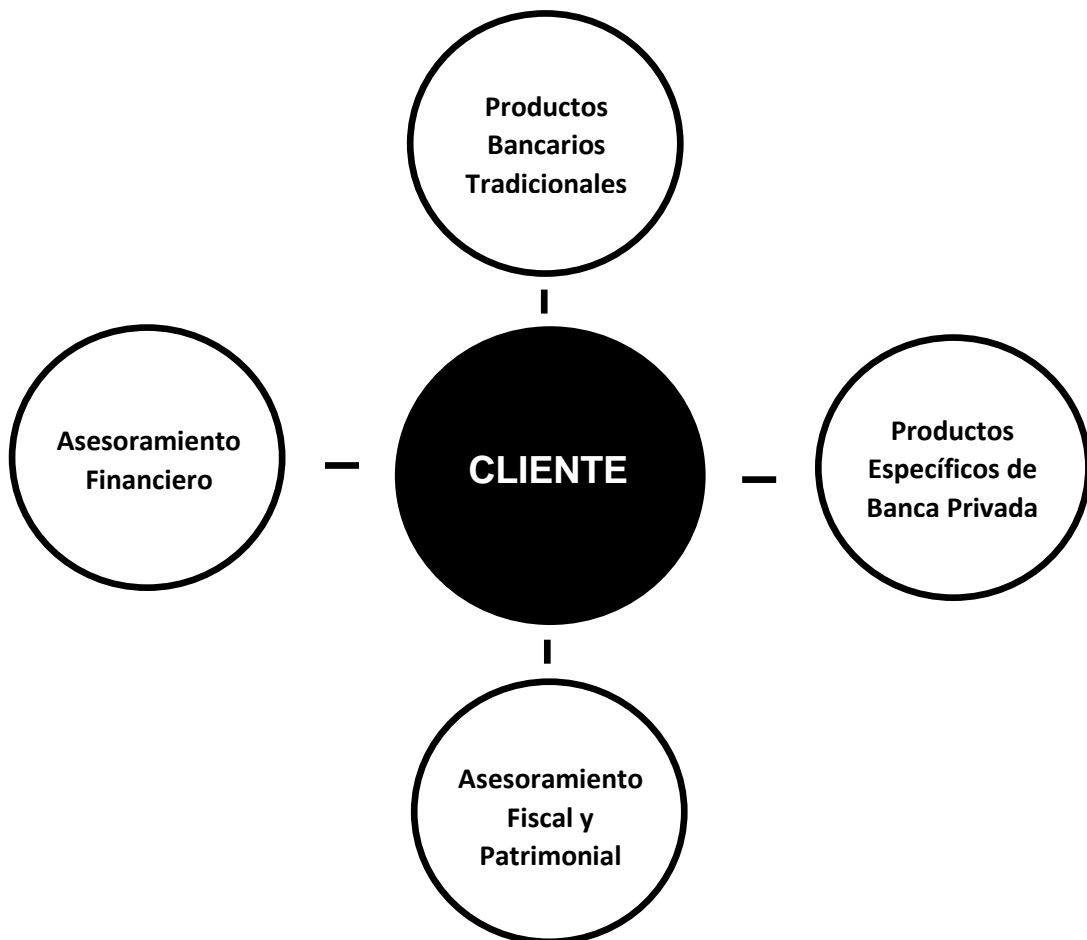 Productos
Bancarios
Tradicionales
Asesoramiento
Financiero
CLIENTE
Productos
Específicos de
Banca Privada
Asesoramiento
Fiscal y
Patrimonial